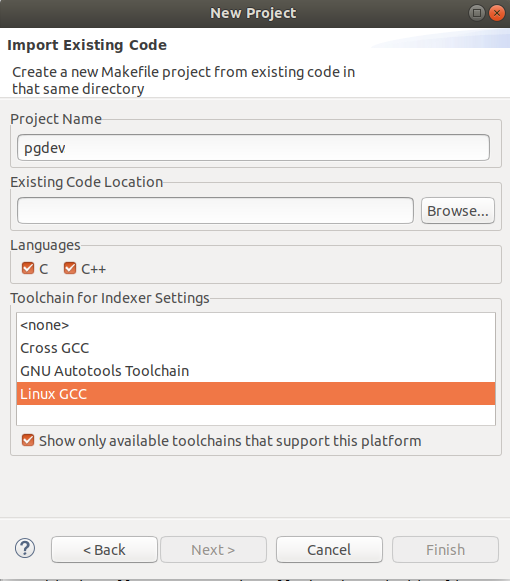 New Project
Import Existing Code
Create a new Makefile project from existing code in
that same directory
Project Name
pgdev
Existing Code Location
Browse...
Languages
C C++
Toolchain for Indexer Settings
<none>
Cross GCC
GNU Autotools Toolchain
Linux GCC
Show only available toolchains that support this platform
? < Back Next > Cancel Finish